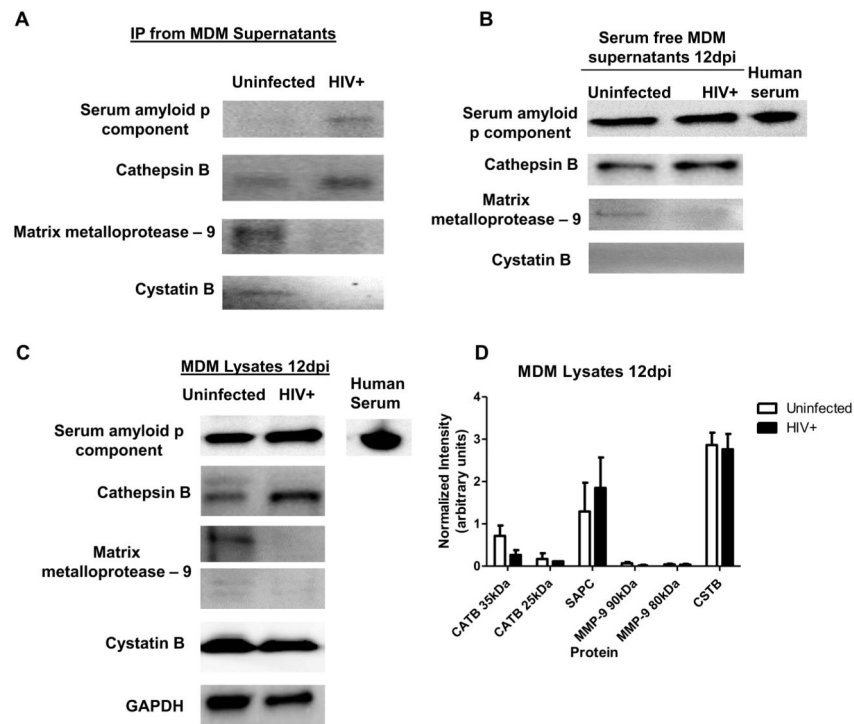 A
IP from MDM Supernatants
Uninfected HIV+
Serum amyloid p
component
Cathepsin B
Matrix metalloprotease – 9
Cystatin B
B
Serum free MDM
supernatants 12dpi
Uninfected HIV+
Human
serum
Serum amyloid
p component
Cathepsin B
Matrix
metalloprotease – 9
Cystatin B
C
MDM Lysates 12dpi
Uninfected HIV+
Human
Serum
Serum amyloid p
component
Cathepsin B
Matrix
metalloprotease – 9
Cystatin B
GAPDH
D
MDM Lysates 12dpi
Normalized Intensity
(arbitrary units)
4
3
2
1
0
CATB 35kDa
CATB 25kDa
SAPC
MMP-9 90kDa
MMP-9 80kDa
CSTB
Protein
Uninfected
HIV+